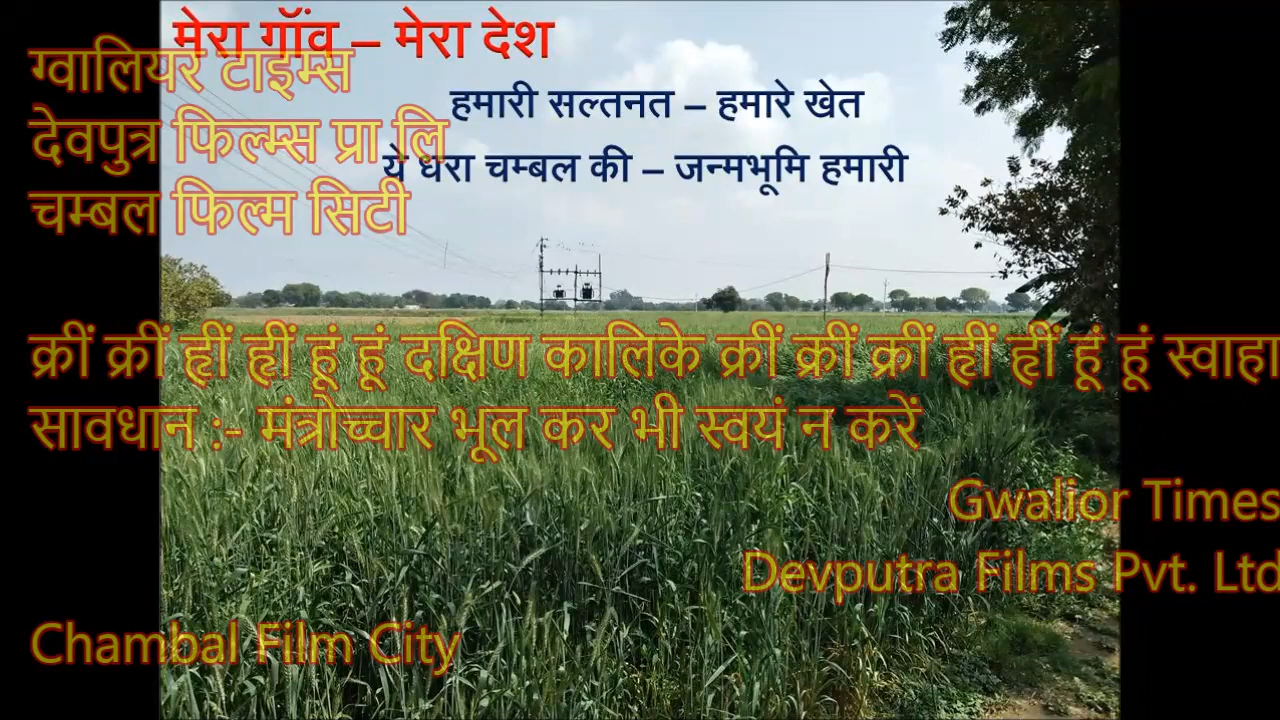 मेरा गॉंव – मेरा देश
ग्वालियर टाइम्स
हमारी सल्तनत – हमारे खेत
देवपुत्र फिल्म्स प्रा लि
ये धरा चम्बल की – जन्मभूमि हमारी
चम्बल फिल्म सिटी
क्रीं क्रीं हृीं हृीं हूं हूं दक्षिण कालिके क्रीं क्रीं क्रीं हृीं हृीं हूं हूं स्वाहा
सावधान :- मंत्रोच्चार भूल कर भी स्वयं न करें
Gwalior Times
Devputra Films Pvt. Ltd
Chambal Film City